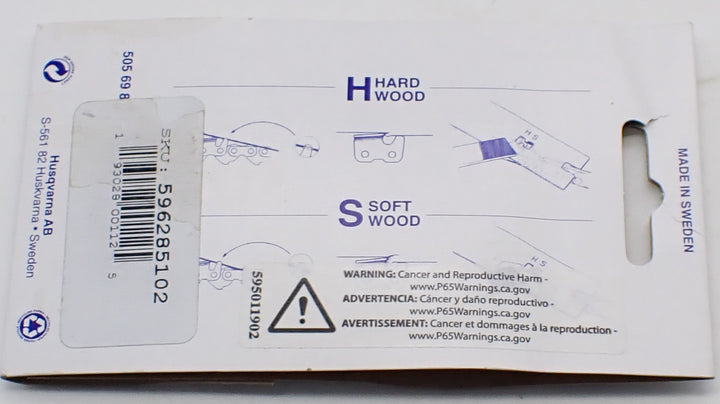 505 69 8
H HARD
WOOD
H S
S SOFT
WOOD
H S
MADE IN SWEDEN
Husqvarna AB
S-561 82 Huskvarna • Sweden
SKU: 596285102
1 93028 00112 5
595011902
WARNING: Cancer and Reproductive Harm -
www.P65Warnings.ca.gov
ADVERTENCIA: Cáncer y daño reproductivo -
www.P65Warnings.ca.gov
AVERTISSEMENT: Cancer et dommages à la reproduction -
www.P65Warnings.ca.gov